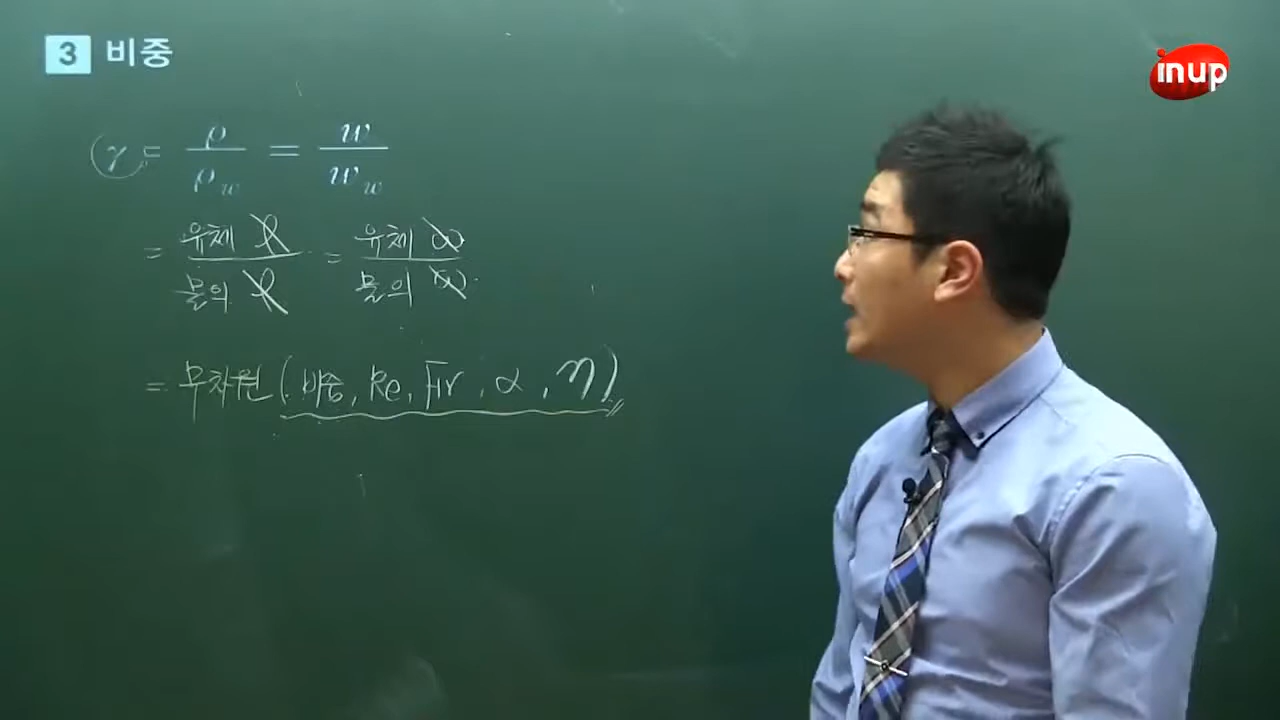 3 비중
inup
γ = ρ / ρw = w / ww
= 유체 ρ / 물의 ρ = 유체 ω / 물의 ω
= 무차원 (비중, Re, Fr, α, η)